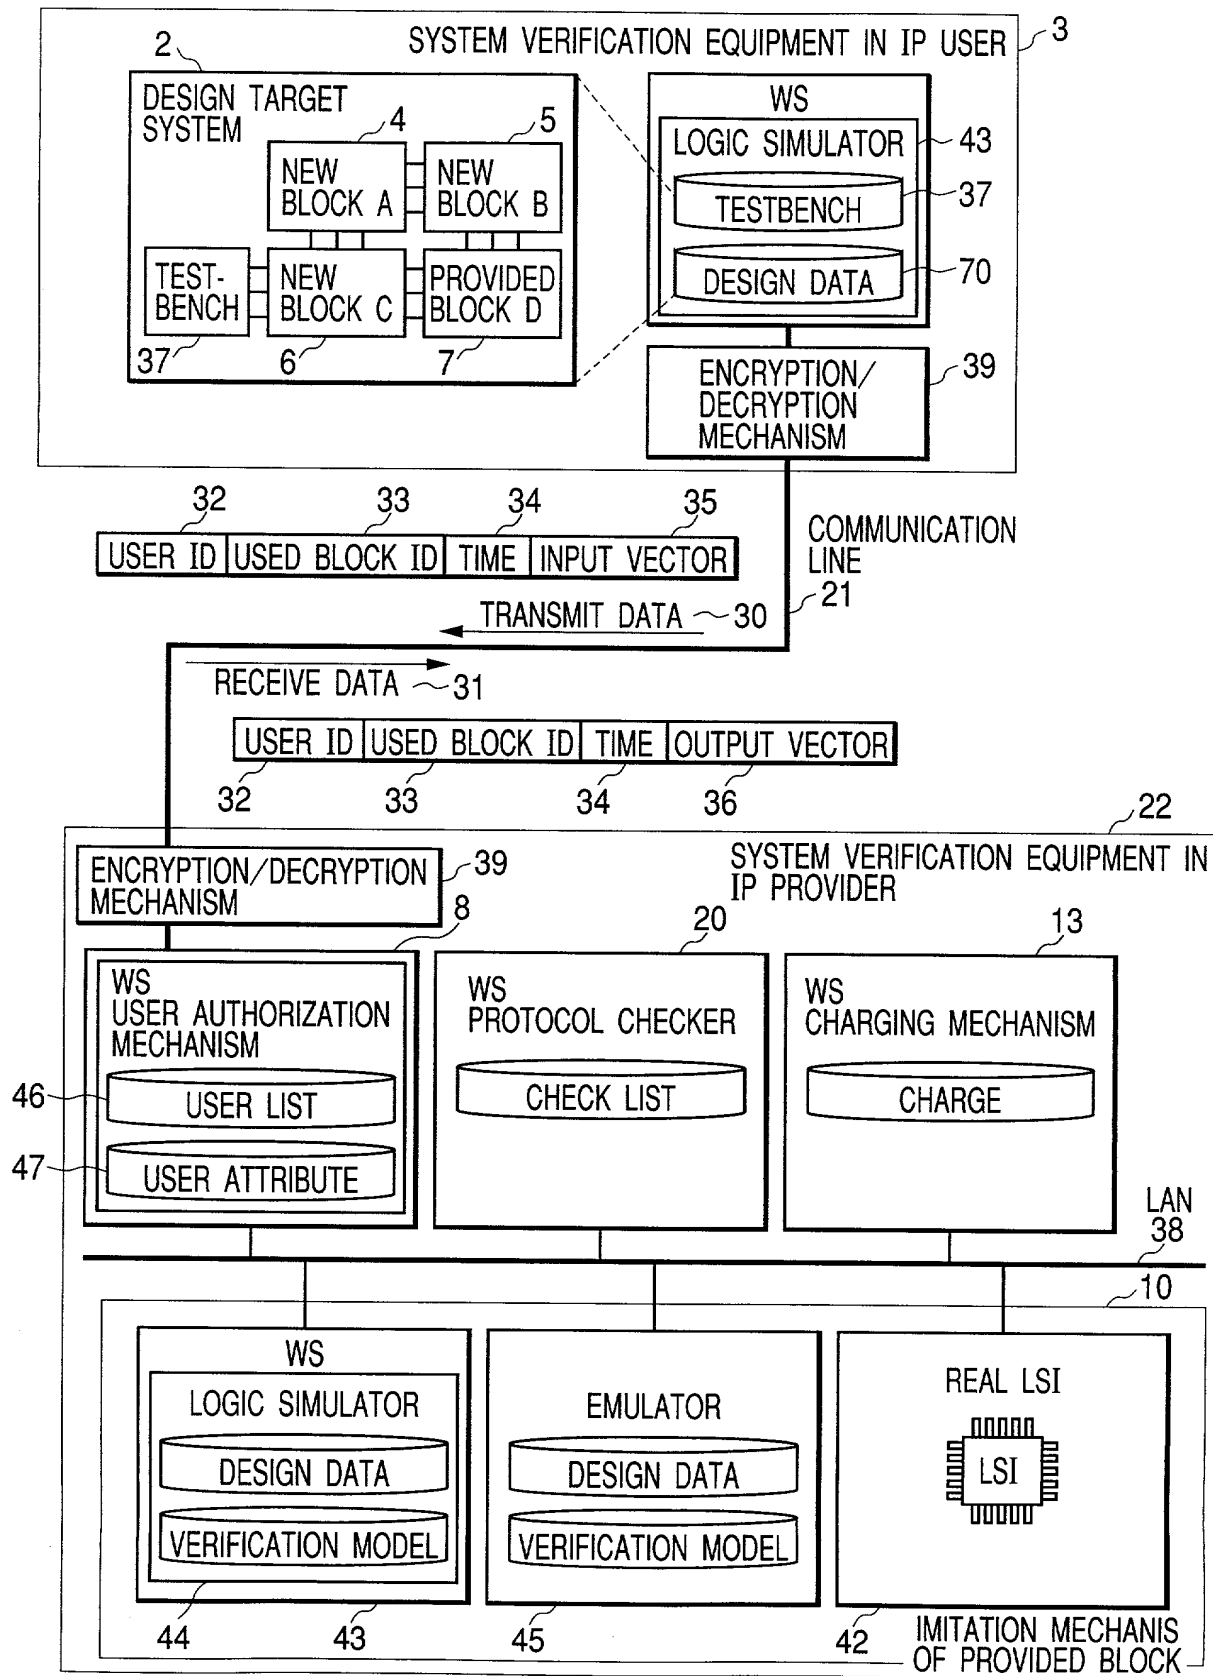 SYSTEM VERIFICATION EQUIPMENT IN IP USER
3
2
DESIGN TARGET
SYSTEM
4
5
NEW
BLOCK A
NEW
BLOCK B
TEST-
BENCH
NEW
BLOCK C
PROVIDED
BLOCK D
37
6
7
WS
LOGIC SIMULATOR
43
TESTBENCH
37
DESIGN DATA
70
ENCRYPTION/
DECRYPTION
MECHANISM
39
32
33
34
35
USER ID
USED BLOCK ID
TIME
INPUT VECTOR
COMMUNICATION
LINE
21
TRANSMIT DATA
30
RECEIVE DATA
31
USER ID
USED BLOCK ID
TIME
OUTPUT VECTOR
32
33
34
36
22
SYSTEM VERIFICATION EQUIPMENT IN
IP PROVIDER
ENCRYPTION/DECRYPTION
MECHANISM
39
8
WS
USER AUTHORIZATION
MECHANISM
46
USER LIST
47
USER ATTRIBUTE
20
WS
PROTOCOL CHECKER
CHECK LIST
13
WS
CHARGING MECHANISM
CHARGE
LAN
38
10
WS
LOGIC SIMULATOR
DESIGN DATA
VERIFICATION MODEL
44
43
EMULATOR
DESIGN DATA
VERIFICATION MODEL
45
REAL LSI
LSI
42
IMITATION MECHANIS
OF PROVIDED BLOCK